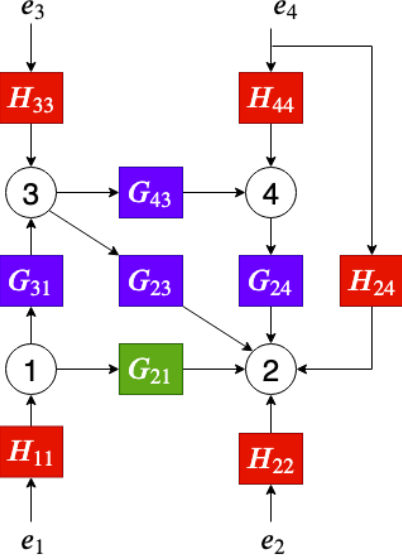 e₃ e₄
H₃₃ H₄₄
3 G₄₃ 4
G₃₁ G₂₃ G₂₄ H₂₄
1 G₂₁ 2
H₁₁ H₂₂
e₁ e₂